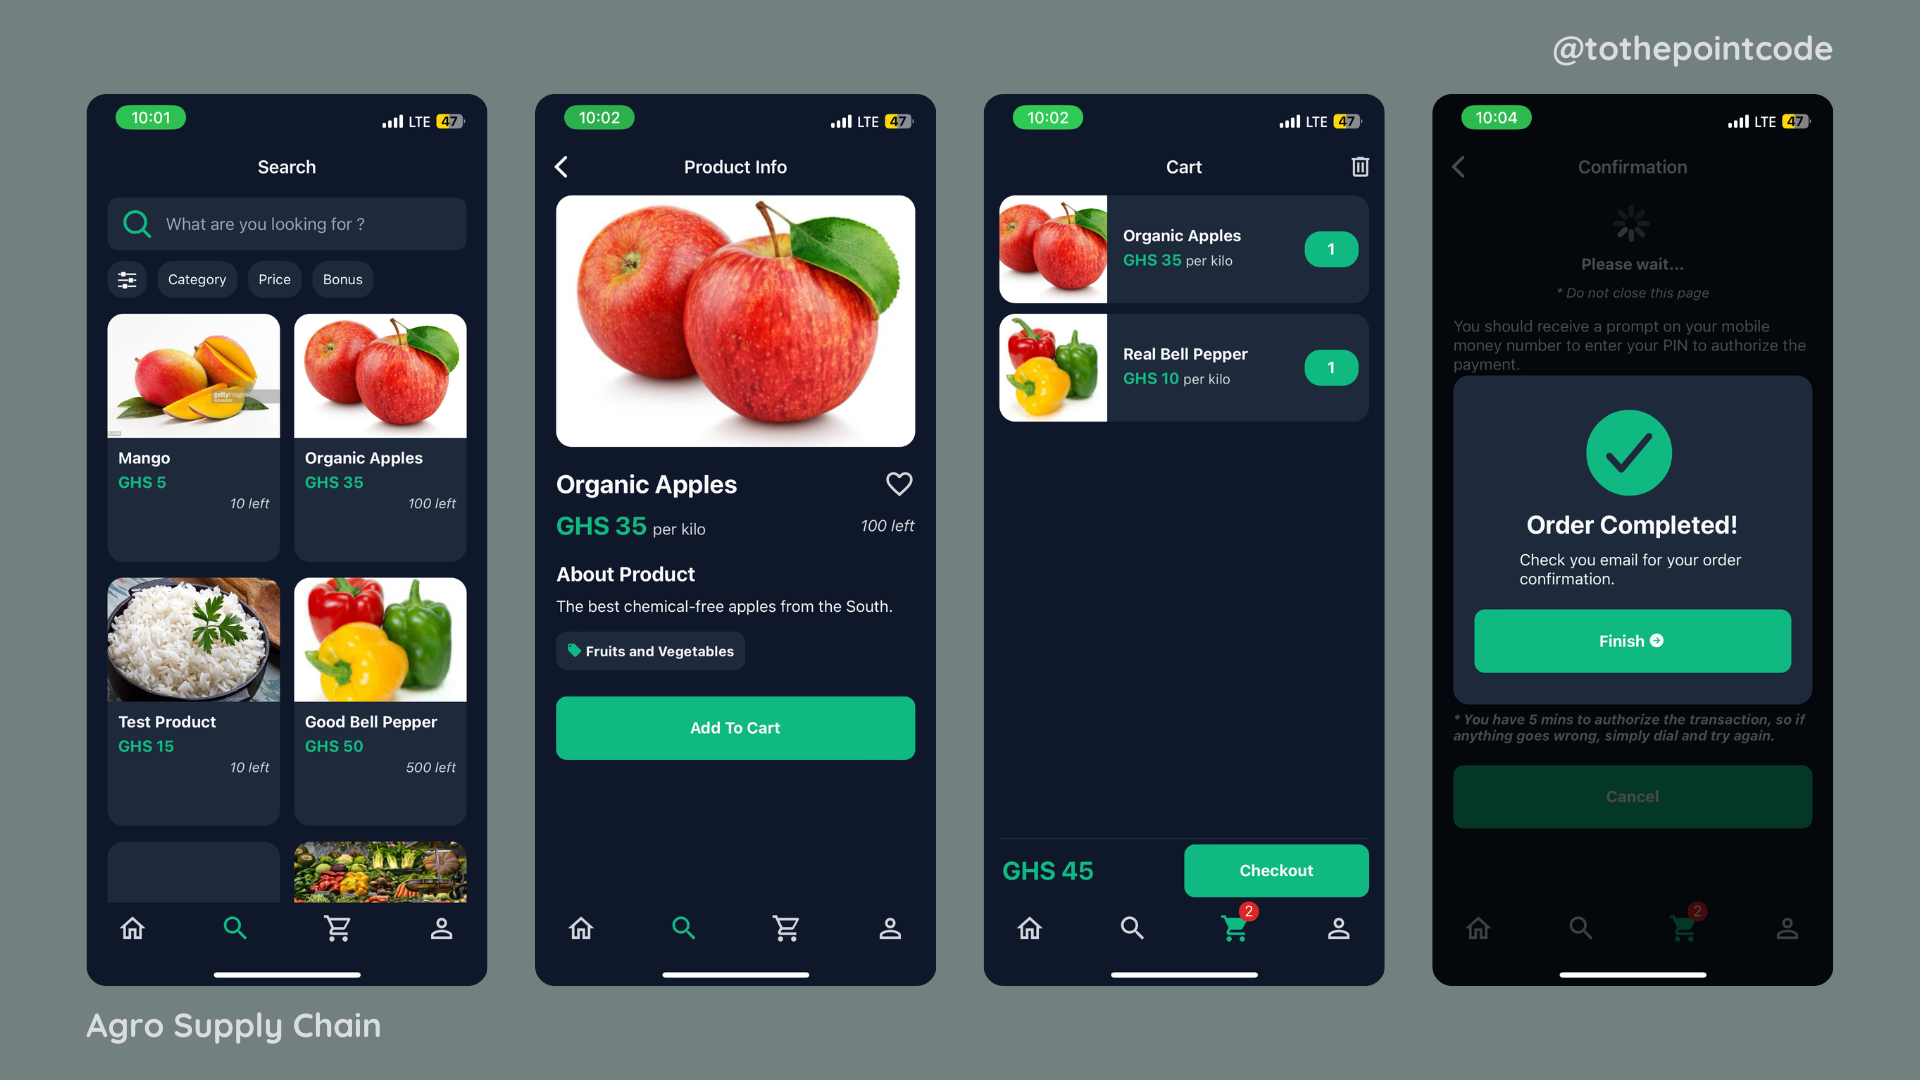 @tothepointcode
10:01
LTE 47
Search
What are you looking for ?
Category
Price
Bonus
gettyimages
Mango
GHS 5
10 left
Organic Apples
GHS 35
100 left
Test Product
GHS 15
10 left
Good Bell Pepper
GHS 50
500 left
10:02
LTE 47
Product Info
Organic Apples
GHS 35 per kilo
100 left
About Product
The best chemical-free apples from the South.
Fruits and Vegetables
Add To Cart
10:02
LTE 47
Cart
Organic Apples
GHS 35 per kilo
1
Real Bell Pepper
GHS 10 per kilo
1
GHS 45
Checkout
2
10:04
LTE 47
Confirmation
Please wait...
* Do not close this page
You should receive a prompt on your mobile
money number to enter your PIN to authorize the
payment.
Order Completed!
Check you email for your order
confirmation.
Finish
* You have 5 mins to authorize the transaction, so if
anything goes wrong, simply dial and try again.
Cancel
2
Agro Supply Chain